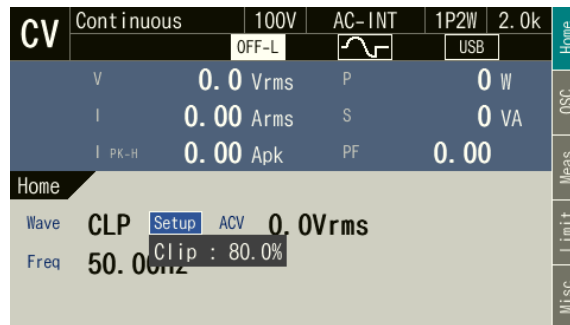 CV Continuous 100V AC-INT 1P2W 2.0k
OFF-L USB
V 0.0 Vrms P 0 W
I 0.00 Arms S 0 VA
I PK-H 0.00 Apk PF 0.00
Home
Wave CLP Setup ACV 0.0Vrms
Clip : 80.0%
Freq 50.00Hz
Home
OSC
Meas
Limit
Misc